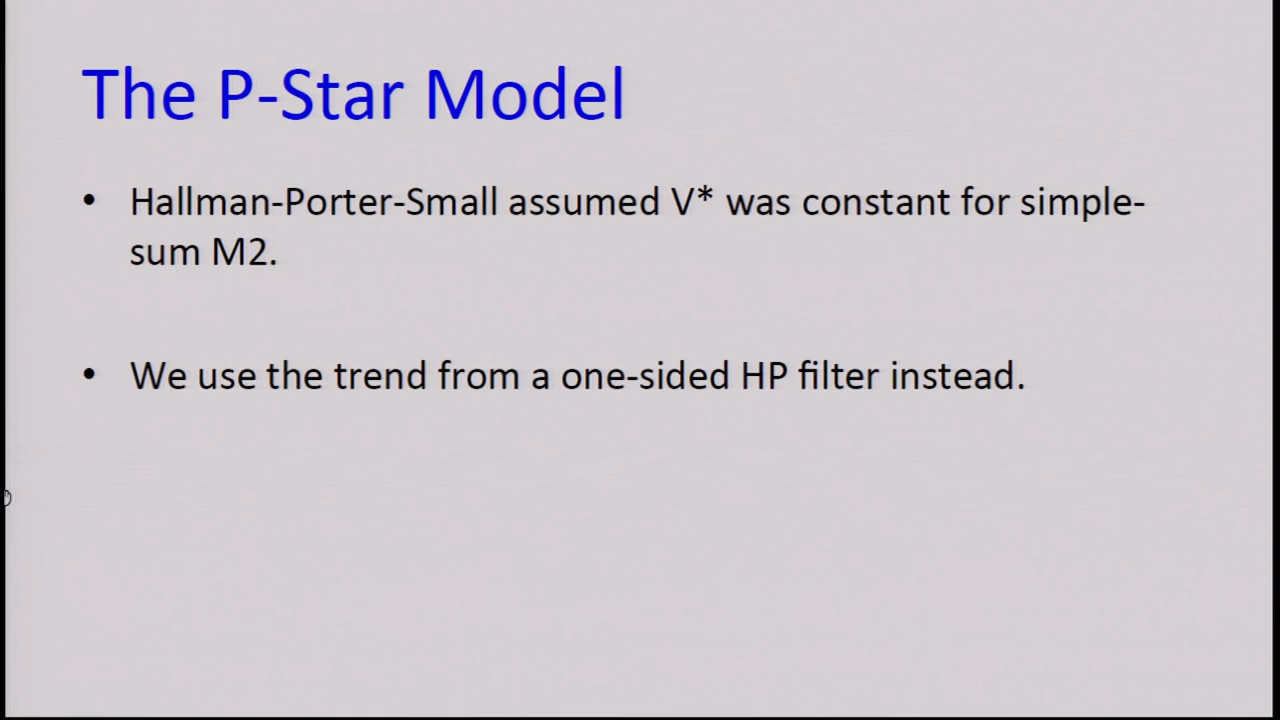 The P-Star Model
• Hallman-Porter-Small assumed V* was constant for simple-
sum M2.
• We use the trend from a one-sided HP filter instead.